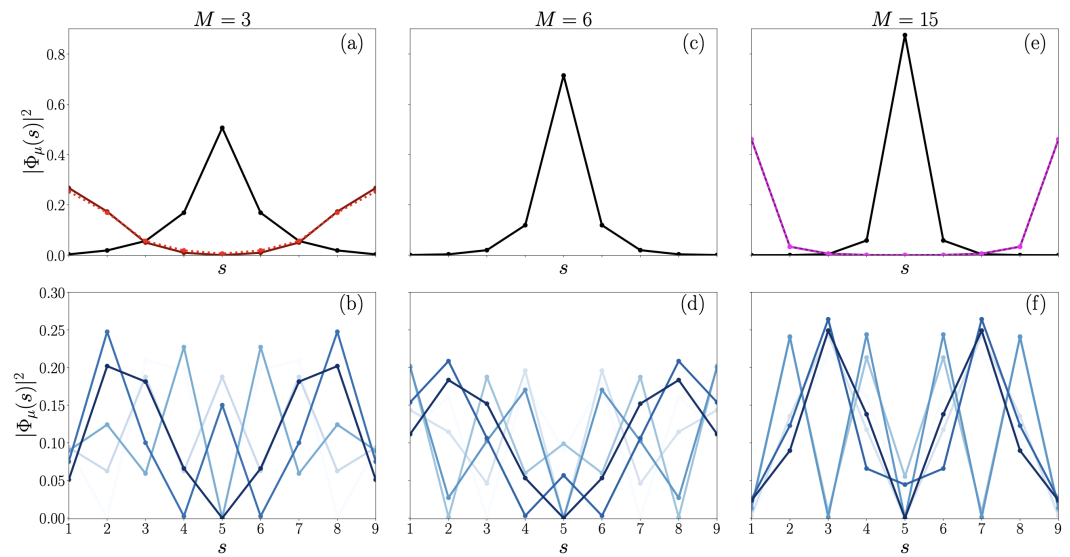 M = 3 M = 6 M = 15
(a) (c) (e)
0.8
0.6
0.4
0.2
0.0
|Φμ(s)|²
s s s
(b) (d) (f)
0.30
0.25
0.20
0.15
0.10
0.05
0.00
|Φμ(s)|²
1 2 3 4 5 6 7 8 9 1 2 3 4 5 6 7 8 9 1 2 3 4 5 6 7 8 9
s s s